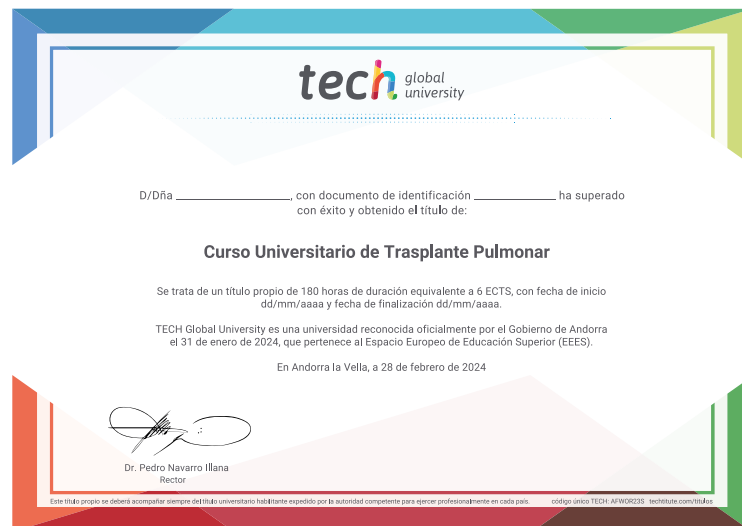 tech global university
D/Dña ____________________, con documento de identificación ______________ ha superado
con éxito y obtenido el título de:
Curso Universitario de Trasplante Pulmonar
Se trata de un título propio de 180 horas de duración equivalente a 6 ECTS, con fecha de inicio
dd/mm/aaaa y fecha de finalización dd/mm/aaaa.
TECH Global University es una universidad reconocida oficialmente por el Gobierno de Andorra
el 31 de enero de 2024, que pertenece al Espacio Europeo de Educación Superior (EEES).
En Andorra la Vella, a 28 de febrero de 2024
Dr. Pedro Navarro Illana
Rector
Este título propio se deberá acompañar siempre del título universitario habilitante expedido por la autoridad competente para ejercer profesionalmente en cada país. código único TECH: AFWOR23S techtitute.com/titulos